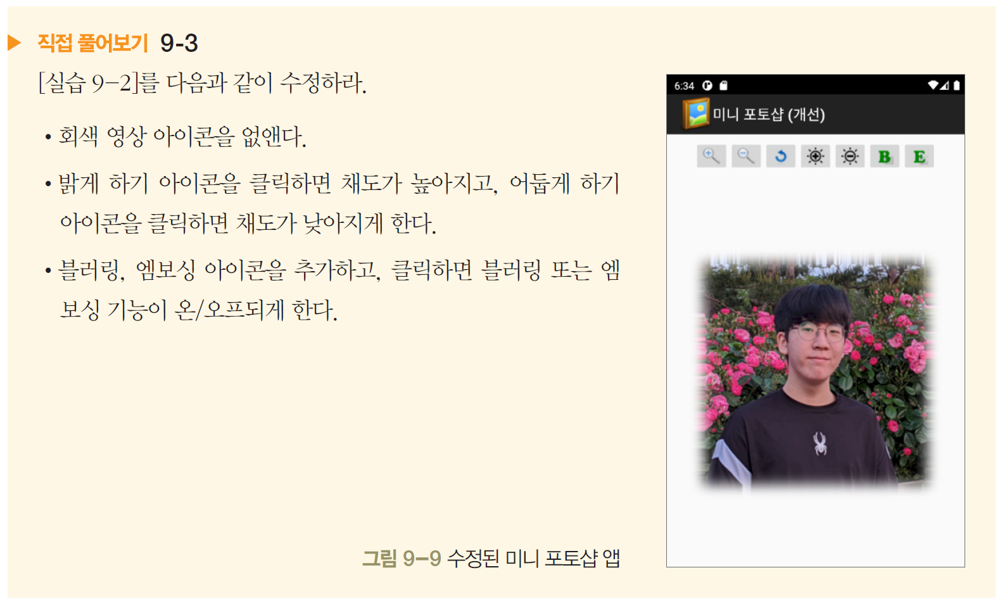 직접 풀어보기 9-3
[실습 9-2]를 다음과 같이 수정하라.
• 회색 영상 아이콘을 없앤다.
• 밝게 하기 아이콘을 클릭하면 채도가 높아지고, 어둡게 하기
아이콘을 클릭하면 채도가 낮아지게 한다.
• 블러링, 엠보싱 아이콘을 추가하고, 클릭하면 블러링 또는 엠
보싱 기능이 온/오프되게 한다.
6:34
미니 포토샵 (개선)
B E
그림 9-9 수정된 미니 포토샵 앱